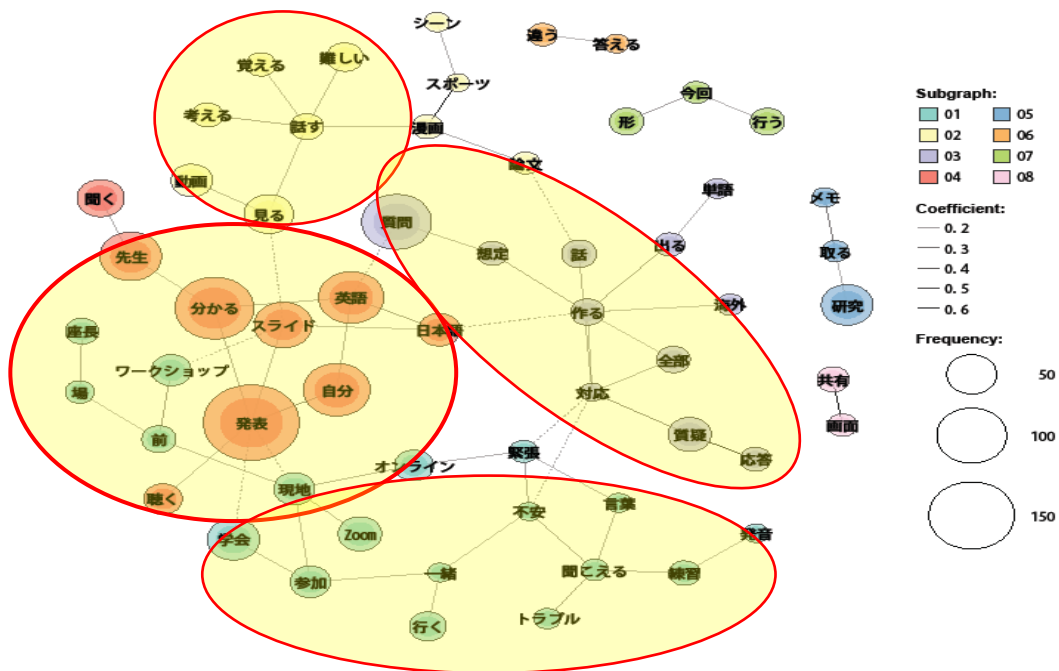 シーン
違う
答える
覚える
難しい
スポーツ
考える
話す
漫画
今回
形
行う
論文
動画
聞く
見る
質問
単語
メモ
先生
想定
話
出る
取る
分かる
英語
スライド
日本語
作る
海外
研究
座長
ワークショップ
場
自分
全部
対応
共有
画面
発表
前
質疑
応答
オンライン
緊張
聴く
現地
不安
言葉
学会
Zoom
発音
参加
一緒
聞こえる
練習
行く
トラブル
Subgraph:
01 05
02 06
03 07
04 08
Coefficient:
0.2
0.3
0.4
0.5
0.6
Frequency:
50
100
150